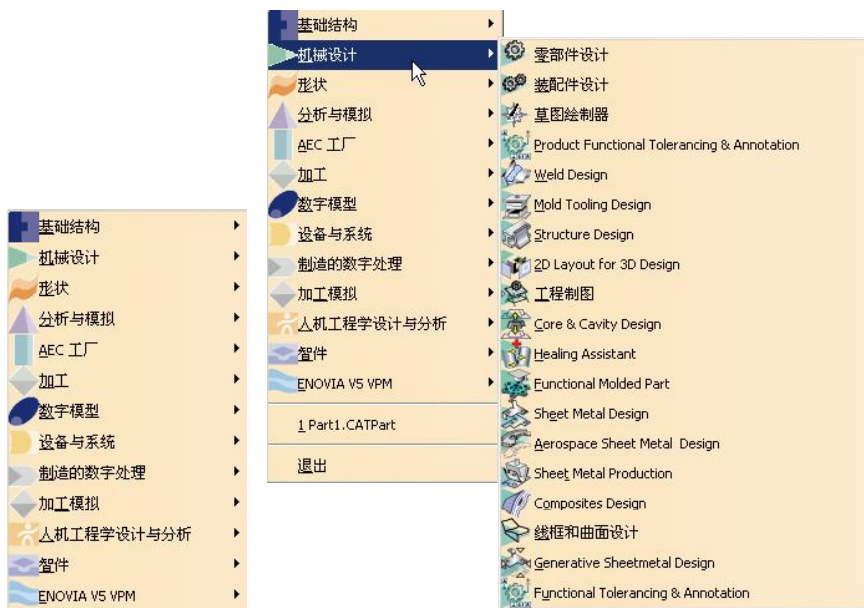 基础结构
机械设计
形状
分析与模拟
AEC 工厂
加工
数字模型
设备与系统
制造的数字处理
加工模拟
人机工程学设计与分析
智件
ENOVIA V5 VPM
基础结构
机械设计
形状
分析与模拟
AEC 工厂
加工
数字模型
设备与系统
制造的数字处理
加工模拟
人机工程学设计与分析
智件
ENOVIA V5 VPM
1 Part1.CATPart
退出
零部件设计
装配件设计
草图绘制器
Product Functional Tolerancing & Annotation
Weld Design
Mold Tooling Design
Structure Design
2D Layout for 3D Design
工程制图
Core & Cavity Design
Healing Assistant
Functional Molded Part
Sheet Metal Design
Aerospace Sheet Metal Design
Sheet Metal Production
Composites Design
线框和曲面设计
Generative Sheetmetal Design
Functional Tolerancing & Annotation